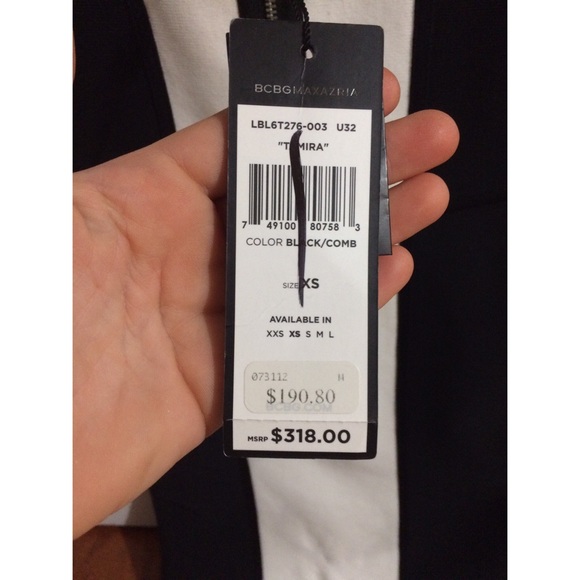 BCBGMAXAZRIA
LBL6T276-003 U32
7 49100 80758 3
COLOR BLACK/COMB
SIZE XS
AVAILABLE IN
XXS XS S M L
073112 H
$190.80
BCBG.COM
MSRP $318.00